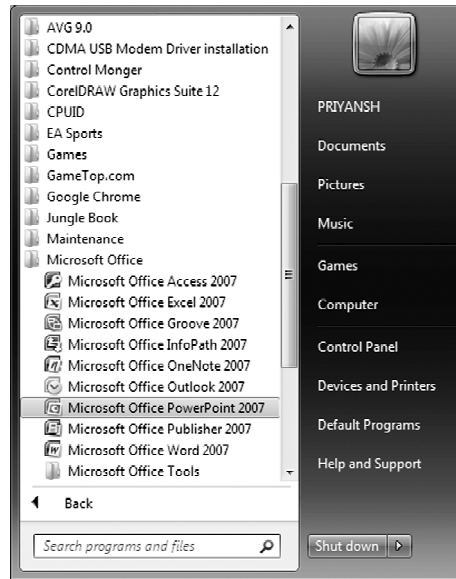 AVG 9.0
CDMA USB Modem Driver installation
Control Monger
CorelDRAW Graphics Suite 12
CPUID
EA Sports
Games
GameTop.com
Google Chrome
Jungle Book
Maintenance
Microsoft Office
Microsoft Office Access 2007
Microsoft Office Excel 2007
Microsoft Office Groove 2007
Microsoft Office InfoPath 2007
Microsoft Office OneNote 2007
Microsoft Office Outlook 2007
Microsoft Office PowerPoint 2007
Microsoft Office Publisher 2007
Microsoft Office Word 2007
Microsoft Office Tools
Back
Search programs and files
PRIYANSH
Documents
Pictures
Music
Games
Computer
Control Panel
Devices and Printers
Default Programs
Help and Support
Shut down